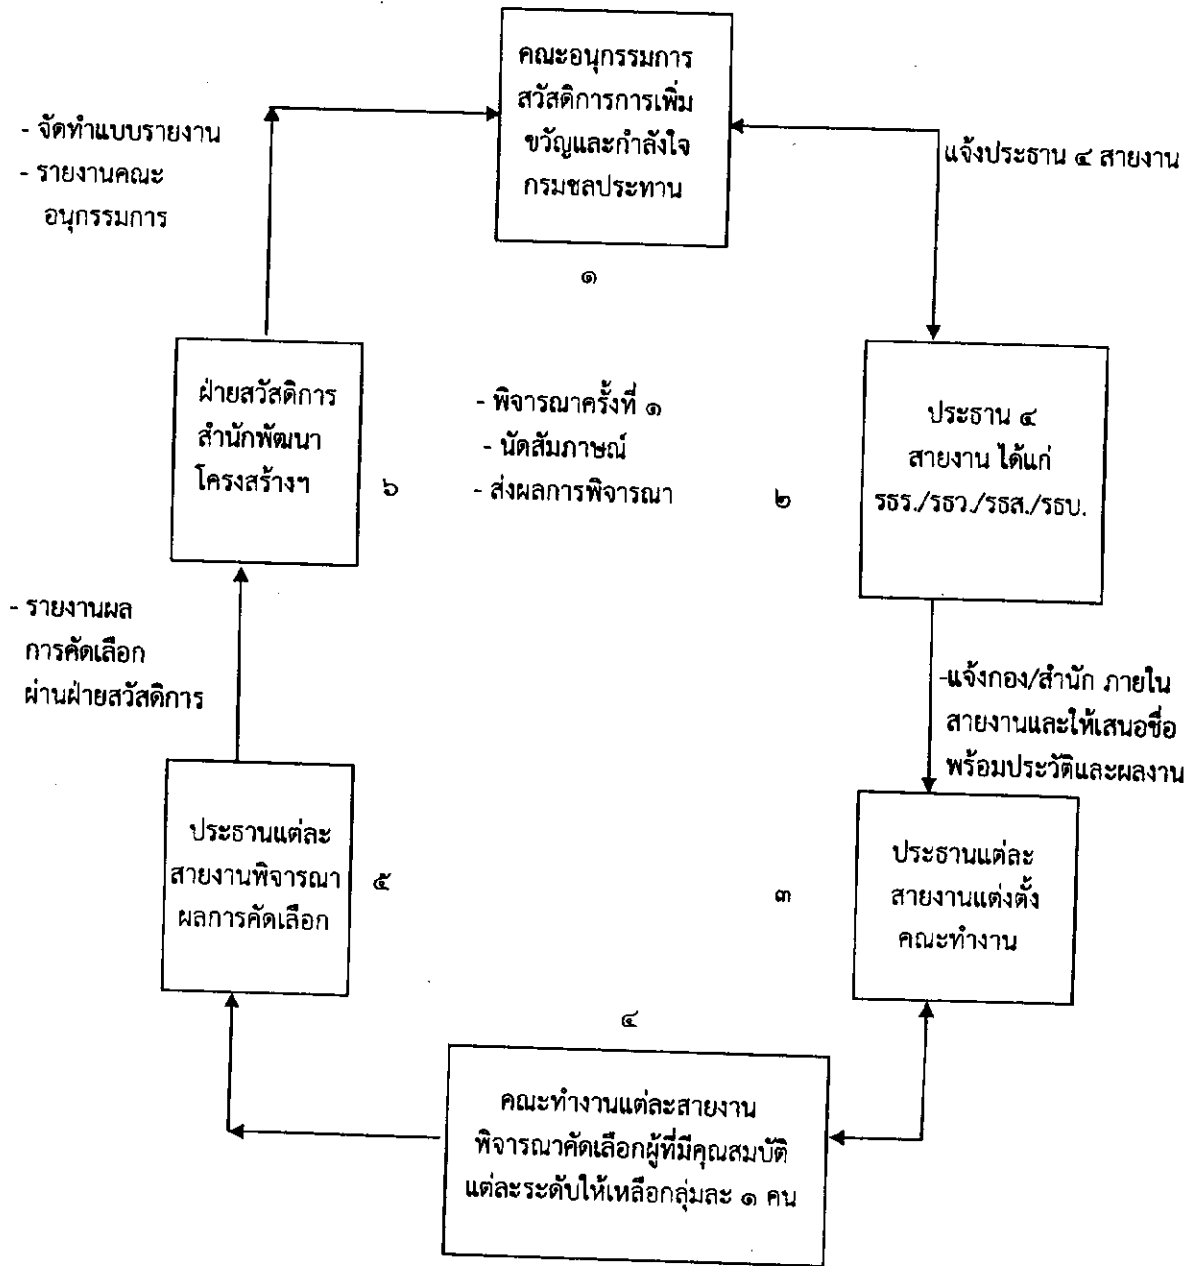 คณะอนุกรรมการ
สวัสดิการการเพิ่ม
ขวัญและกำลังใจ
กรมชลประทาน
๑
แจ้งประธาน ๔ สายงาน
ประธาน ๔
สายงาน ได้แก่
รธร./รธว./รธส./รธบ.
๒
-แจ้งกอง/สำนัก ภายใน
สายงานและให้เสนอชื่อ
พร้อมประวัติและผลงาน
ประธานแต่ละ
สายงานแต่งตั้ง
คณะทำงาน
๓
๔
คณะทำงานแต่ละสายงาน
พิจารณาคัดเลือกผู้ที่มีคุณสมบัติ
แต่ละระดับให้เหลือกลุ่มละ ๑ คน
ประธานแต่ละ
สายงานพิจารณา
ผลการคัดเลือก
๕
- รายงานผล
การคัดเลือก
ผ่านฝ่ายสวัสดิการ
ฝ่ายสวัสดิการ
สำนักพัฒนา
โครงสร้างฯ
๖
- จัดทำแบบรายงาน
- รายงานคณะ
อนุกรรมการ
- พิจารณาครั้งที่ ๑
- นัดสัมภาษณ์
- ส่งผลการพิจารณา